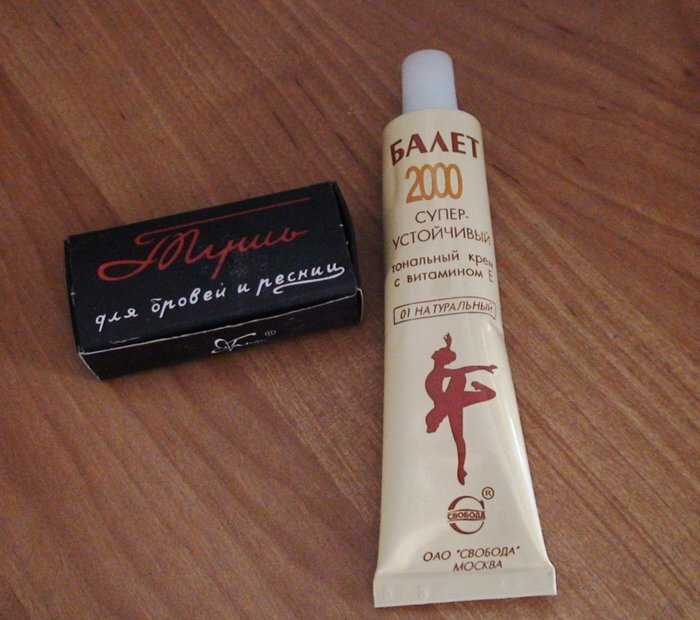 Тушь
для бровей и ресниц
®
БАЛЕТ
2000
СУПЕР-
УСТОЙЧИВЫЙ
тональный крем
с витамином Е
01 НАТУРАЛЬНЫЙ
®
СВОБОДА
ОАО "СВОБОДА"
МОСКВА